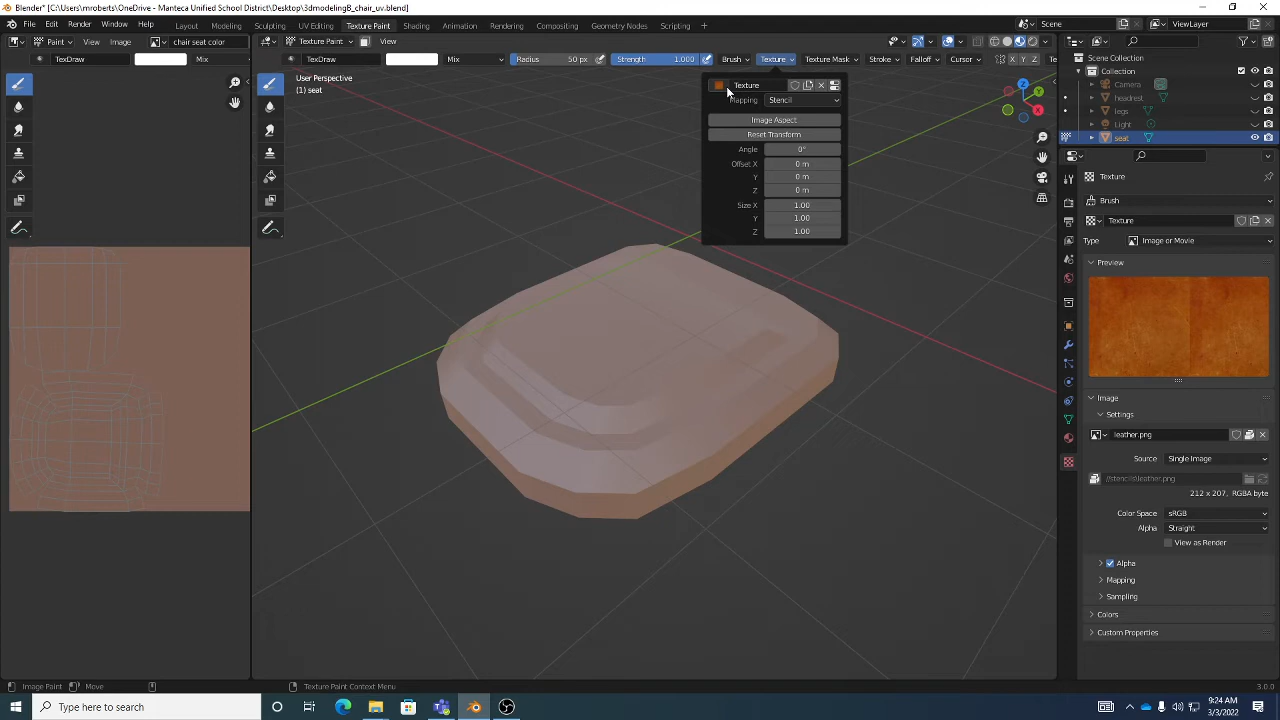 Blender* [C:\Users\mroberts\OneDrive - Manteca Unified School District\Desktop\3dmodelingB_chair_uv.blend]
File Edit Render Window Help Layout Modeling Sculpting UV Editing Texture Paint Shading Animation Rendering Compositing Geometry Nodes Scripting + Scene ViewLayer
Paint View Image chair seat color Texture Paint View
TexDraw Mix TexDraw Mix Radius 50 px Strength 1.000 Brush Texture Texture Mask Stroke Falloff Cursor X Y Z
User Perspective
(1) seat
Texture
Mapping Stencil
Image Aspect
Reset Transform
Angle 0°
Offset X 0 m
Y 0 m
Z 0 m
Size X 1.00
Y 1.00
Z 1.00
Z
Y
X
Scene Collection
Collection
Camera
headrest
legs
Light
seat
Texture
Brush
Texture
Type Image or Movie
Preview
Image
Settings
leather.png
Source Single Image
//stencils\leather.png
212 x 207, RGBA byte
Color Space sRGB
Alpha Straight
View as Render
Alpha
Mapping
Sampling
Colors
Custom Properties
Image Paint Move Texture Paint Context Menu 3.0.0
Type here to search
9:24 AM
3/3/2022